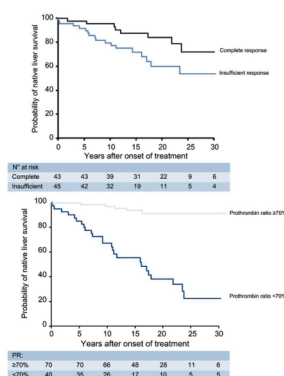 100
80
60
40
20
0
Probability of native liver survival
Complete response
Insufficient response
0 5 10 15 20 25 30
Years after onset of treatment
N° at risk
Complete 43 43 39 31 22 9 6
Insufficient 45 42 32 19 11 5 4
100
80
60
40
20
0
Probability of native liver survival
Prothrombin ratio ≥70%
Prothrombin ratio <70%
0 5 10 15 20 25 30
Years after onset of treatment
PR:
≥70% 70 70 66 48 28 11 6
<70% 40 35 26 17 10 5 5